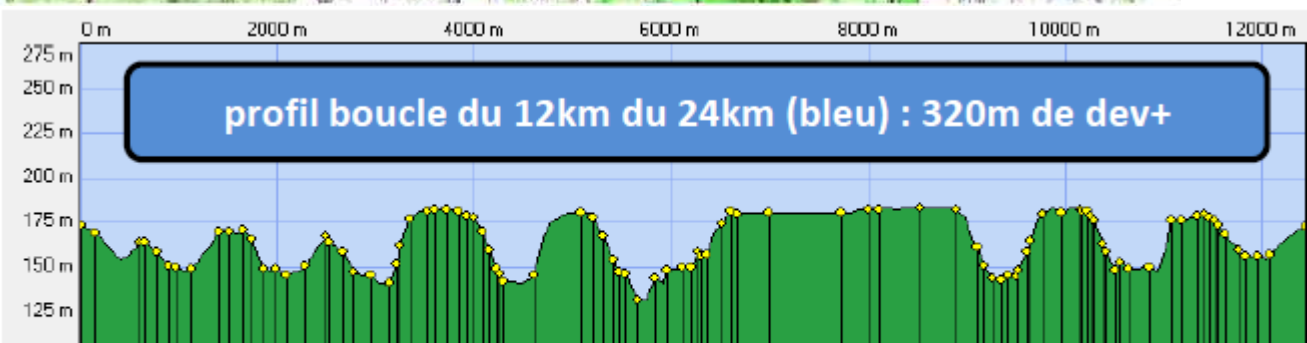 0 m 2000 m 4000 m 6000 m 8000 m 10000 m 12000 m
275 m
250 m
profil boucle du 12km du 24km (bleu) : 320m de dev+
225 m
200 m
175 m
150 m
125 m